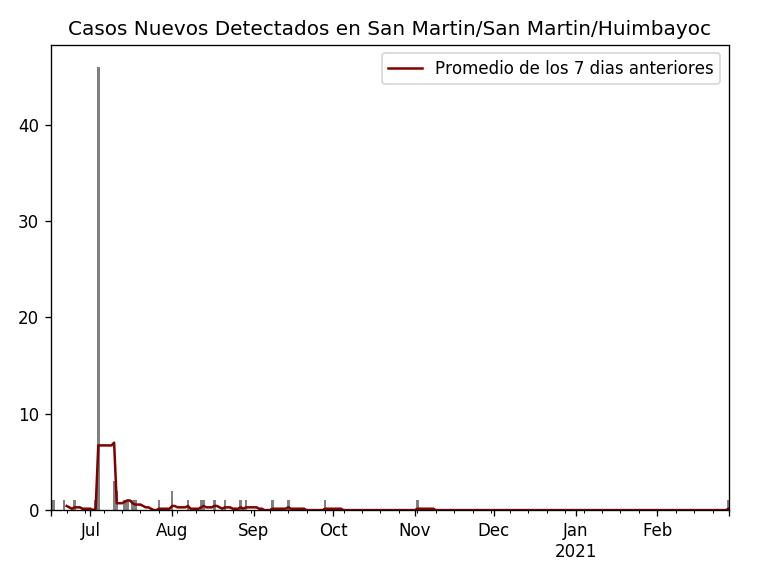 Casos Nuevos Detectados en San Martin/San Martin/Huimbayoc
Promedio de los 7 dias anteriores
40
30
20
10
0
Jul Aug Sep Oct Nov Dec Jan Feb
2021